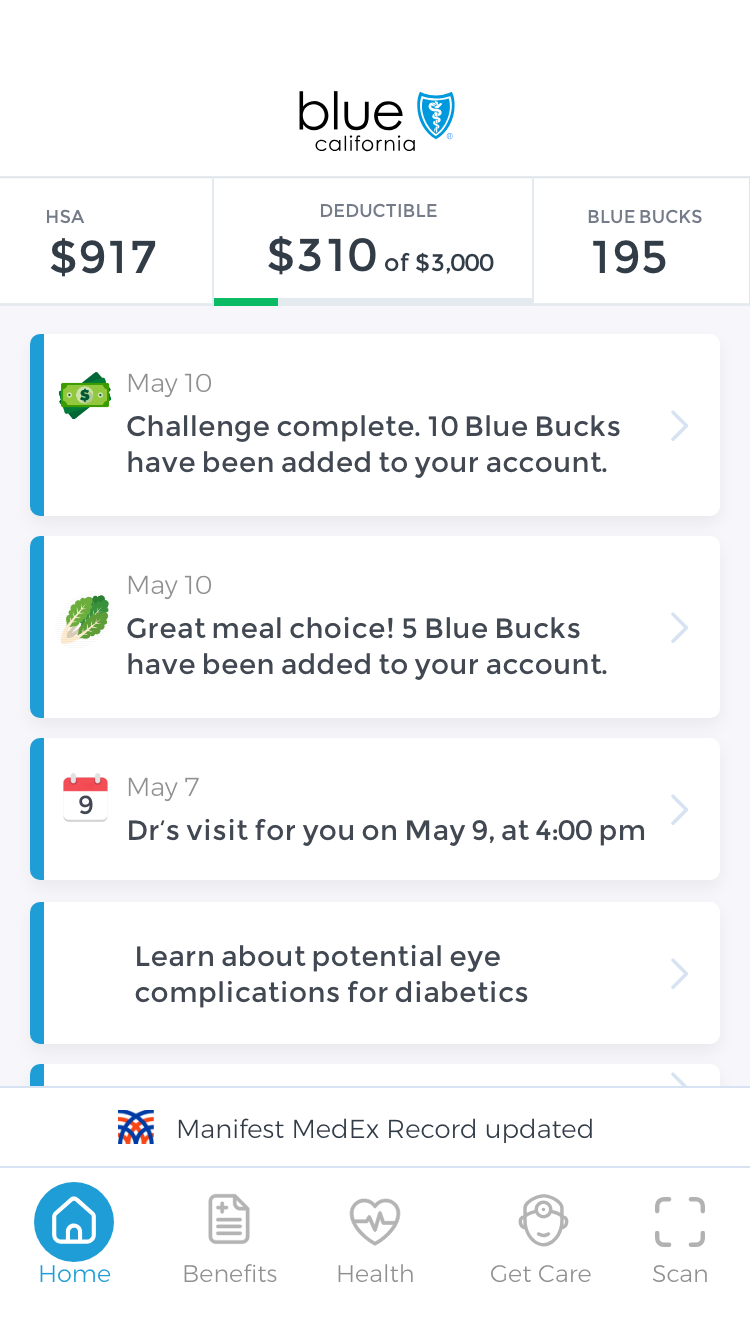 blue
california
HSA
$917
DEDUCTIBLE
$310 of $3,000
BLUE BUCKS
195
May 10
Challenge complete. 10 Blue Bucks
have been added to your account.
May 10
Great meal choice! 5 Blue Bucks
have been added to your account.
9
May 7
Dr’s visit for you on May 9, at 4:00 pm
Learn about potential eye
complications for diabetics
Manifest MedEx Record updated
Home
Benefits
Health
Get Care
Scan